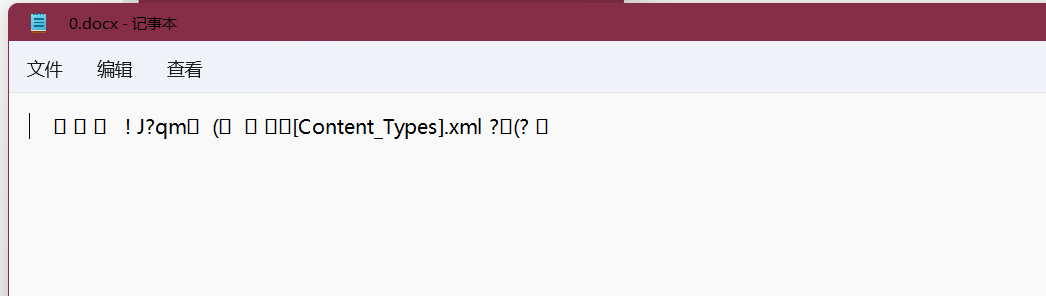 0.docx - 记事本
文件 编辑 查看
▯ ▯ ▯ ! J?qm▯ (▯ ▯ ▯▯[Content_Types].xml ?▯(? ▯